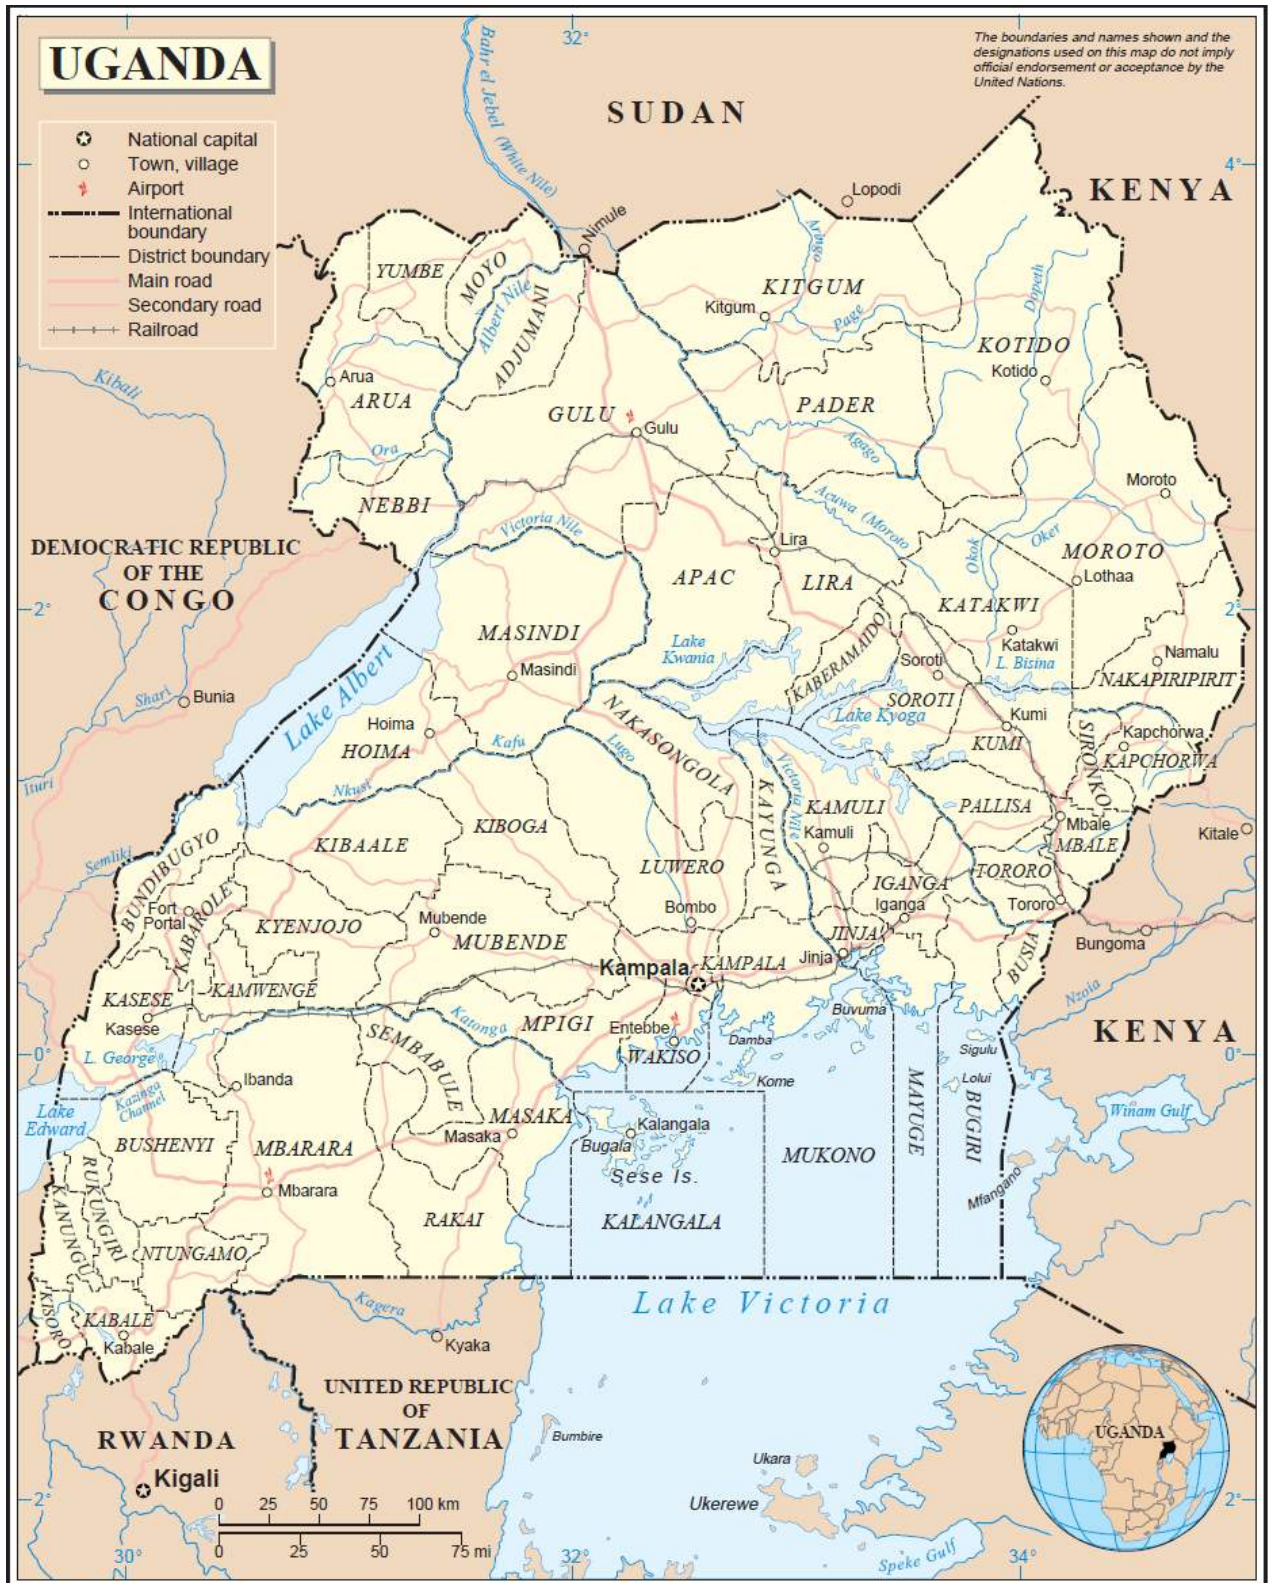 UGANDA
The boundaries and names shown and the
designations used on this map do not imply
official endorsement or acceptance by the
United Nations.
National capital
Town, village
Airport
International
boundary
District boundary
Main road
Secondary road
Railroad
32°
Bahr el Jebel (White Nile)
SUDAN
4°
KENYA
Lopodi
Nimule
YUMBE
MOYO
Albert Nile
ADJUMANI
Aringo
KITGUM
Kitgum
Page
Dopeth
KOTIDO
Kotido
Kibali
Arua
ARUA
PADER
GULU
Gulu
Agago
Ora
NEBBI
Moroto
Acuwa (Moroto)
Victoria Nile
Lira
Okok
Oker
MOROTO
DEMOCRATIC REPUBLIC
OF THE
CONGO
APAC
LIRA
Lothaa
2°
2°
MASINDI
KATAKWI
Katakwi
Lake
Kwania
KABERAMAIDO
Soroti
L. Bisina
Namalu
NAKAPIRIPIRIT
Masindi
Lake Albert
Shari
Bunia
SOROTI
NAKASONGOLA
Lake Kyoga
Hoima
HOIMA
Kumi
KUMI
SIRONKO
Kapchorwa
KAPCHORWA
Kafu
Lugo
Nkusi
Ituri
KAYUNGA
Victoria Nile
KAMULI
Kamuli
PALLISA
Mbale
MBALE
Kitale
KIBOGA
KIBAALE
Semliki
BUNDIBUGYO
LUWERO
TORORO
IGANGA
Iganga
Tororo
Fort
Portal
KABAROLE
KYENJOJO
Mubende
MUBENDE
Bombo
JINJA
Jinja
BUSIA
Bungoma
Kampala
KAMPALA
KAMWENGE
KASESE
Kasese
Nzoia
Buvuma
MPIGI
Katonga
SEMBABULE
Entebbe
WAKISO
Damba
Kome
Sigulu
KENYA
0°
0°
L. George
Ibanda
Lolui
Kazinga
Channel
Lake
Edward
Winam Gulf
MAYUGE
BUGIRI
MASAKA
Masaka
Kalangala
Bugala
BUSHENYI
MBARARA
MUKONO
Sese Is.
Mbarara
Mfangano
RUKUNGIRI
KANUNGU
RAKAI
KALANGALA
NTUNGAMO
KISORO
KABALE
Kabale
Kagera
Lake Victoria
Kyaka
UNITED REPUBLIC
OF
TANZANIA
UGANDA
RWANDA
Kigali
Bumbire
Ukara
Ukerewe
0 25 50 75 100 km
0 25 50 75 mi
2°
2°
30°
32°
34°
Speke Gulf